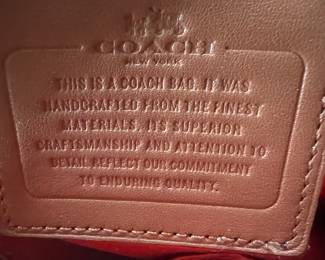 COACH
NEW YORK
THIS IS A COACH BAG. IT WAS
HANDCRAFTED FROM THE FINEST
MATERIALS. ITS SUPERIOR
CRAFTSMANSHIP AND ATTENTION TO
DETAIL REFLECT OUR COMMITMENT
TO ENDURING QUALITY.